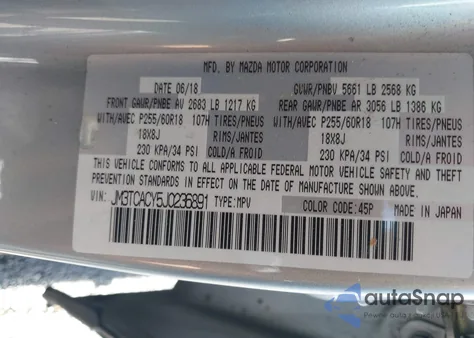 MFD. BY MAZDA MOTOR CORPORATION
DATE 06/18 GVWR/PNBV 5661 LB 2568 KG
FRONT GAWR/PNBE AV 2683 LB 1217 KG REAR GAWR/PNBE AR 3056 LB 1386 KG
WITH/AVEC P255/60R18 107H TIRES/PNEUS WITH/AVEC P255/60R18 107H TIRES/PNEUS
18X8J RIMS/JANTES 18X8J RIMS/JANTES
230 KPA/34 PSI COLD/A FROID 230 KPA/34 PSI COLD/A FROID
THIS VEHICLE CONFORMS TO ALL APPLICABLE FEDERAL MOTOR VEHICLE SAFETY AND THEFT
PREVENTION STANDARDS IN EFFECT ON THE DATE OF MANUFACTURE SHOWN ABOVE.
VIN: JM3TCACY5J0236891 TYPE:MPV COLOR CODE:45P MADE IN JAPAN
autoSnap